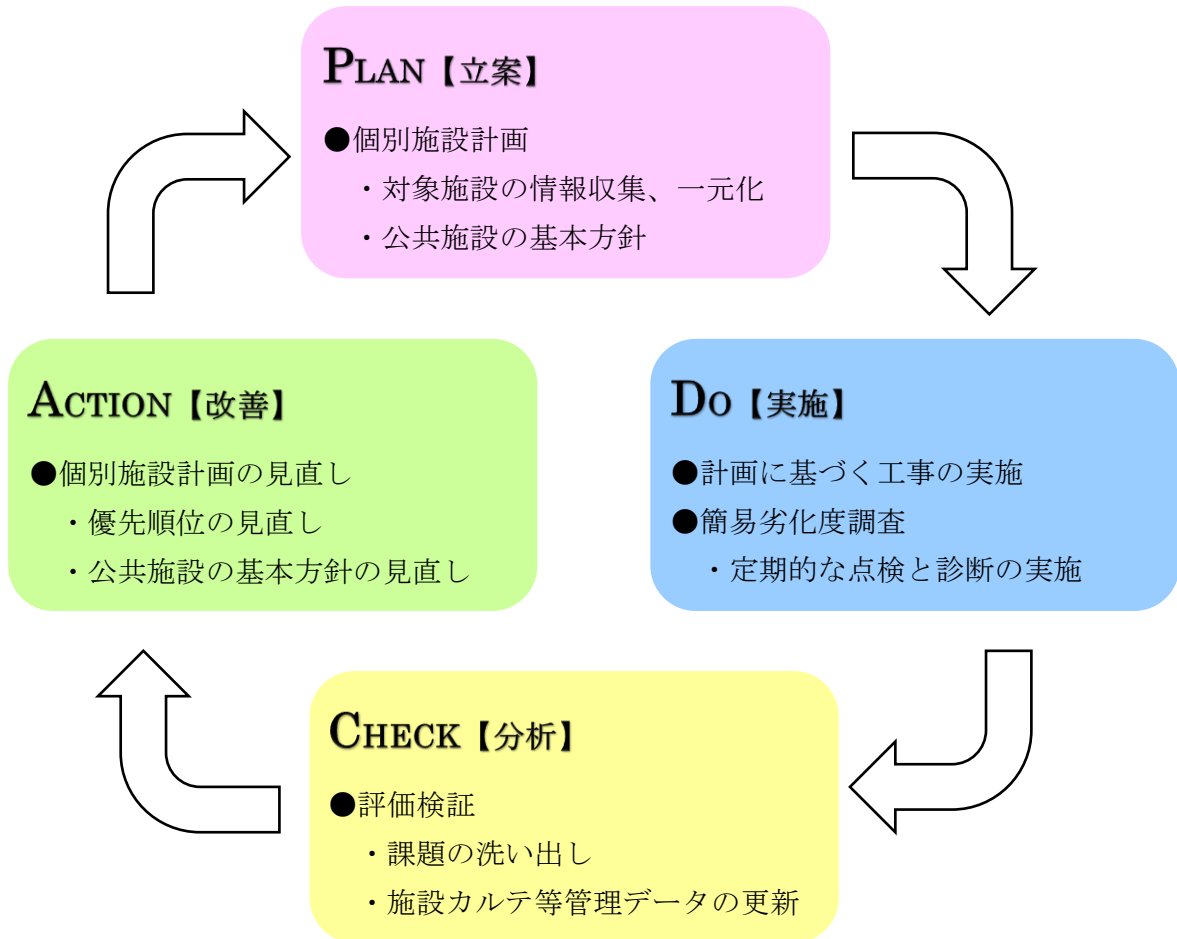 PLAN【立案】
●個別施設計画
・対象施設の情報収集、一元化
・公共施設の基本方針
DO【実施】
●計画に基づく工事の実施
●簡易劣化度調査
・定期的な点検と診断の実施
CHECK【分析】
●評価検証
・課題の洗い出し
・施設カルテ等管理データの更新
ACTION【改善】
●個別施設計画の見直し
・優先順位の見直し
・公共施設の基本方針の見直し